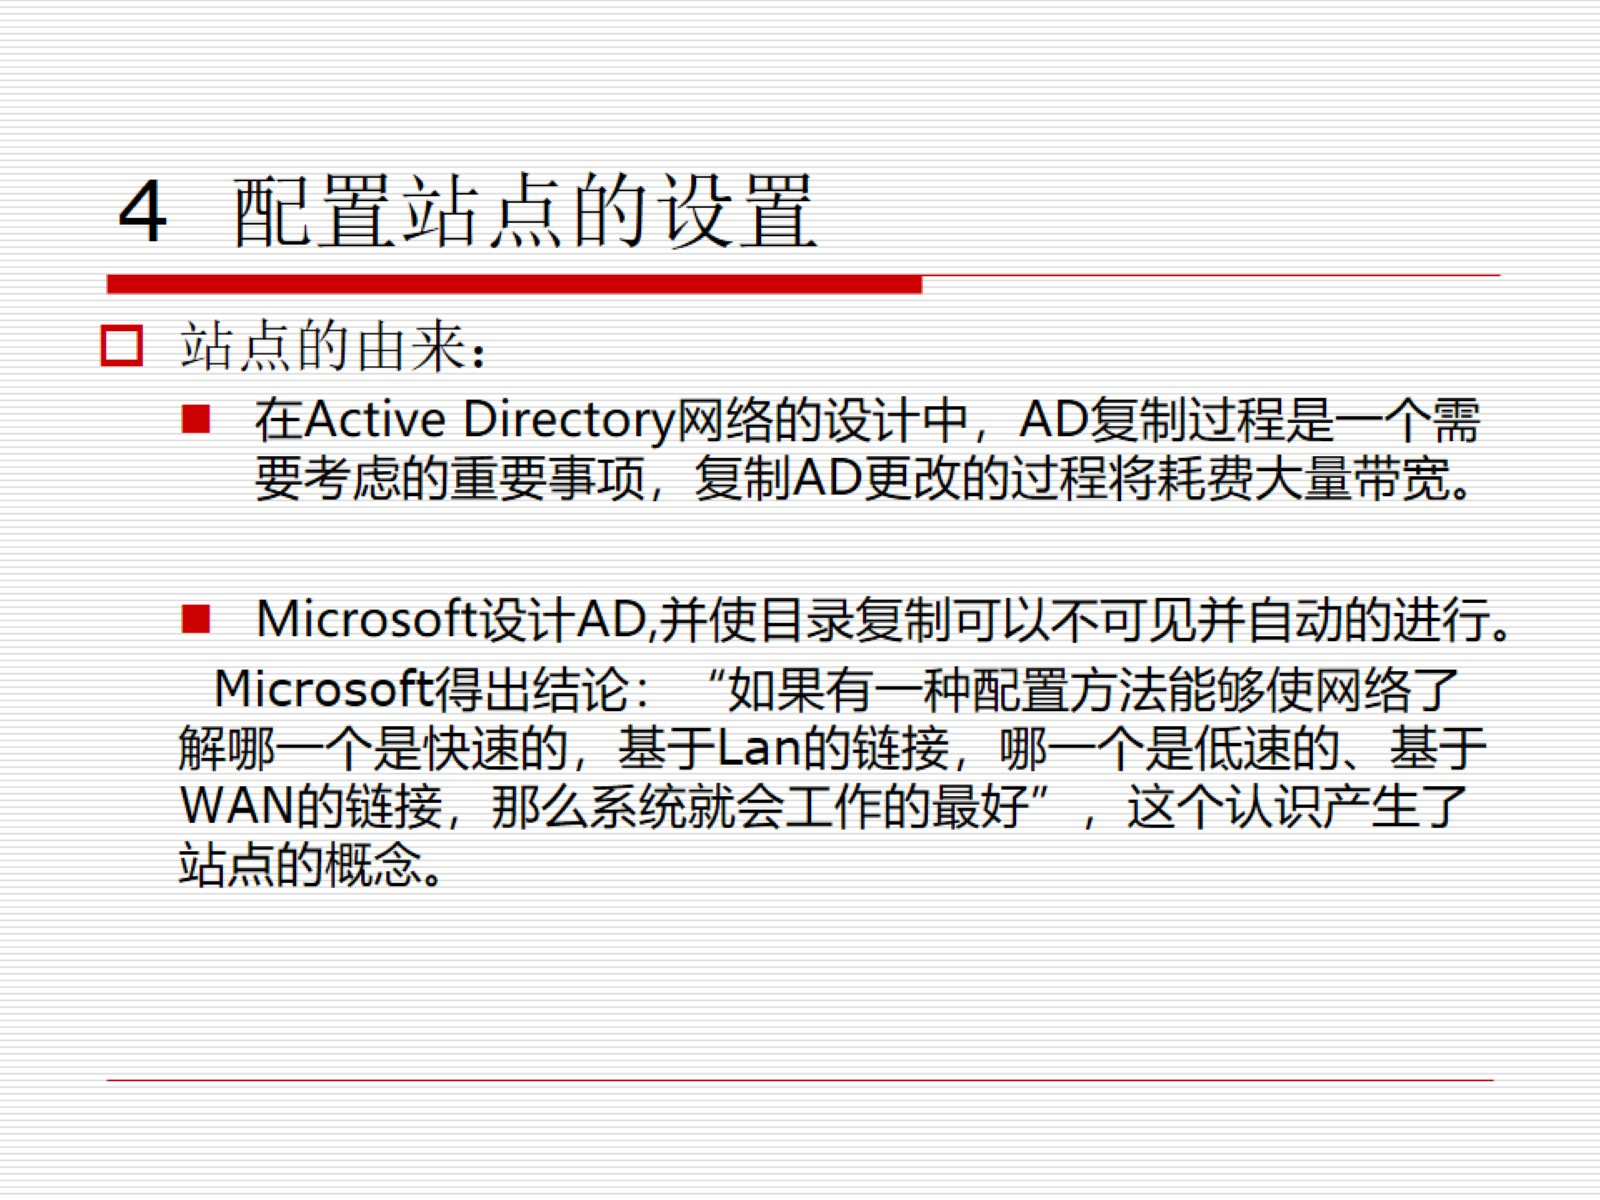 4 配置站点的设置
站点的由来：
在Active Directory网络的设计中，AD复制过程是一个需
要考虑的重要事项，复制AD更改的过程将耗费大量带宽。
Microsoft设计AD,并使目录复制可以不可见并自动的进行。
Microsoft得出结论：“如果有一种配置方法能够使网络了
解哪一个是快速的，基于Lan的链接，哪一个是低速的、基于
WAN的链接，那么系统就会工作的最好”，这个认识产生了
站点的概念。